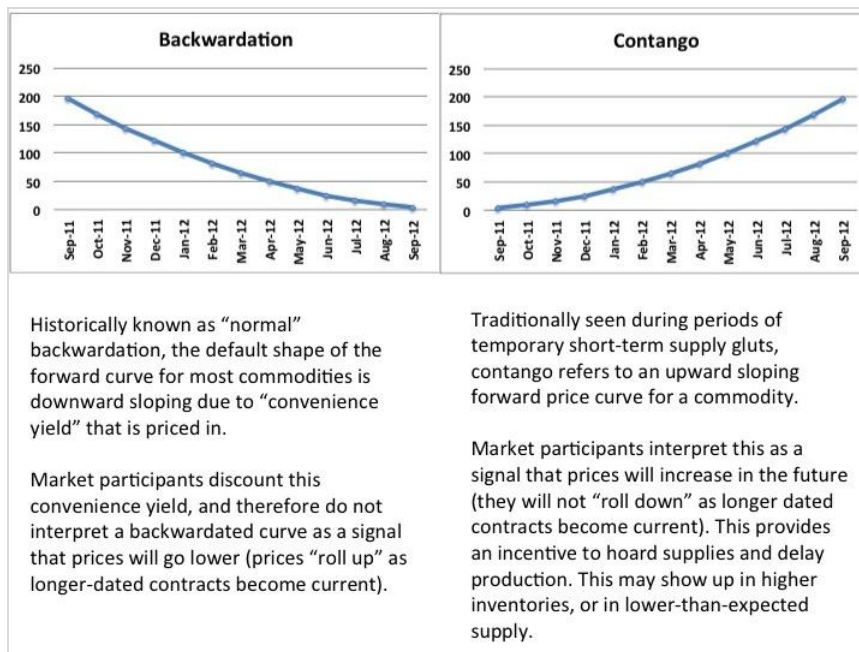 Backwardation
250
200
150
100
50
0
Sep-11
Oct-11
Nov-11
Dec-11
Jan-12
Feb-12
Mar-12
Apr-12
May-12
Jun-12
Jul-12
Aug-12
Sep-12
Contango
250
200
150
100
50
0
Sep-11
Oct-11
Nov-11
Dec-11
Jan-12
Feb-12
Mar-12
Apr-12
May-12
Jun-12
Jul-12
Aug-12
Sep-12
Historically known as “normal”
backwardation, the default shape of the
forward curve for most commodities is
downward sloping due to “convenience
yield” that is priced in.
Market participants discount this
convenience yield, and therefore do not
interpret a backwardated curve as a signal
that prices will go lower (prices “roll up” as
longer-dated contracts become current).
Traditionally seen during periods of
temporary short-term supply gluts,
contango refers to an upward sloping
forward price curve for a commodity.
Market participants interpret this as a
signal that prices will increase in the future
(they will not “roll down” as longer dated
contracts become current). This provides
an incentive to hoard supplies and delay
production. This may show up in higher
inventories, or in lower-than-expected
supply.